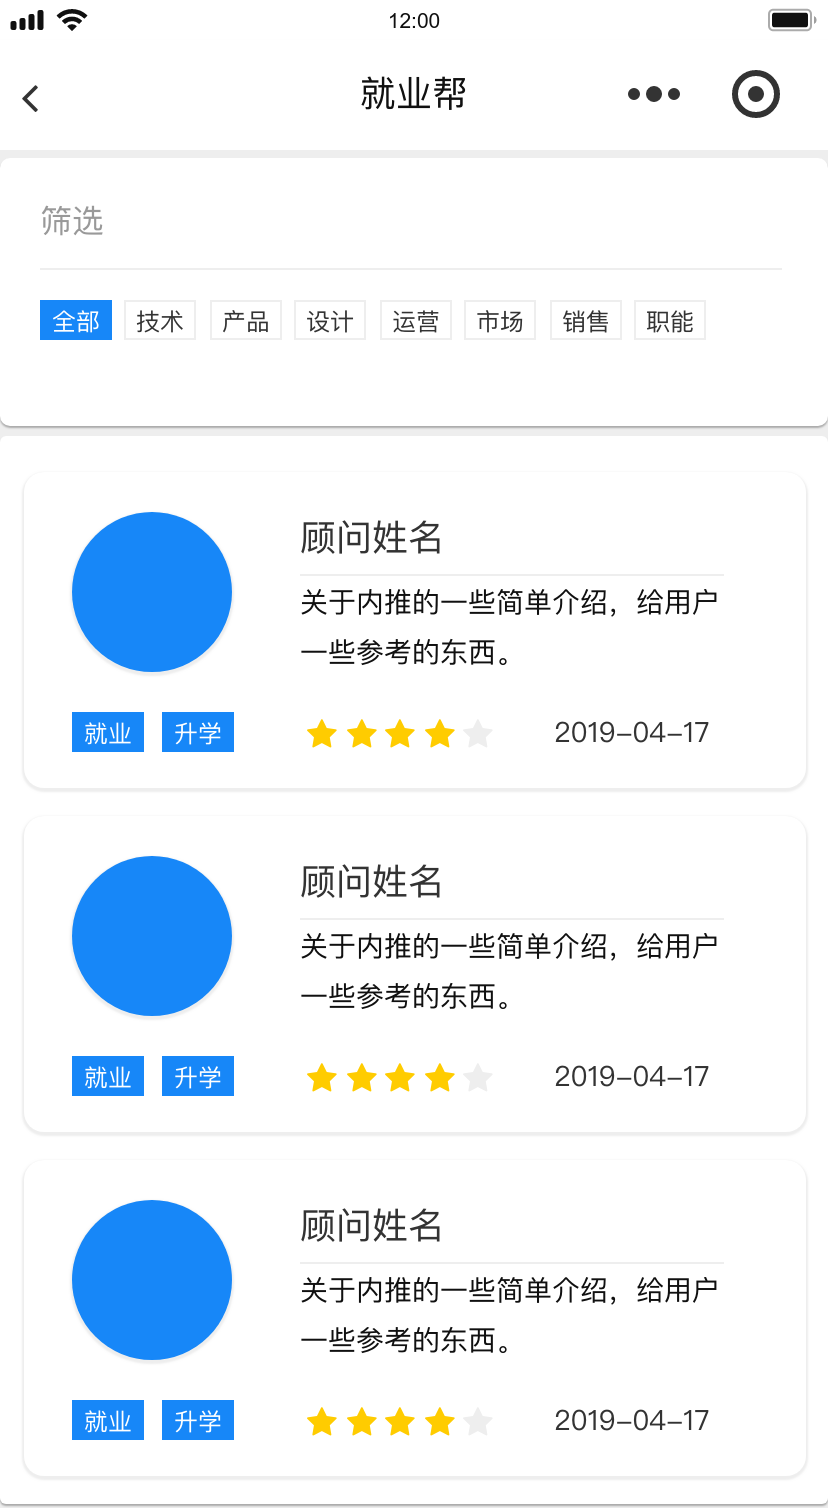 12:00
就业帮
筛选
全部 技术 产品 设计 运营 市场 销售 职能
顾问姓名
关于内推的一些简单介绍，给用户
一些参考的东西。
就业 升学 2019-04-17
顾问姓名
关于内推的一些简单介绍，给用户
一些参考的东西。
就业 升学 2019-04-17
顾问姓名
关于内推的一些简单介绍，给用户
一些参考的东西。
就业 升学 2019-04-17